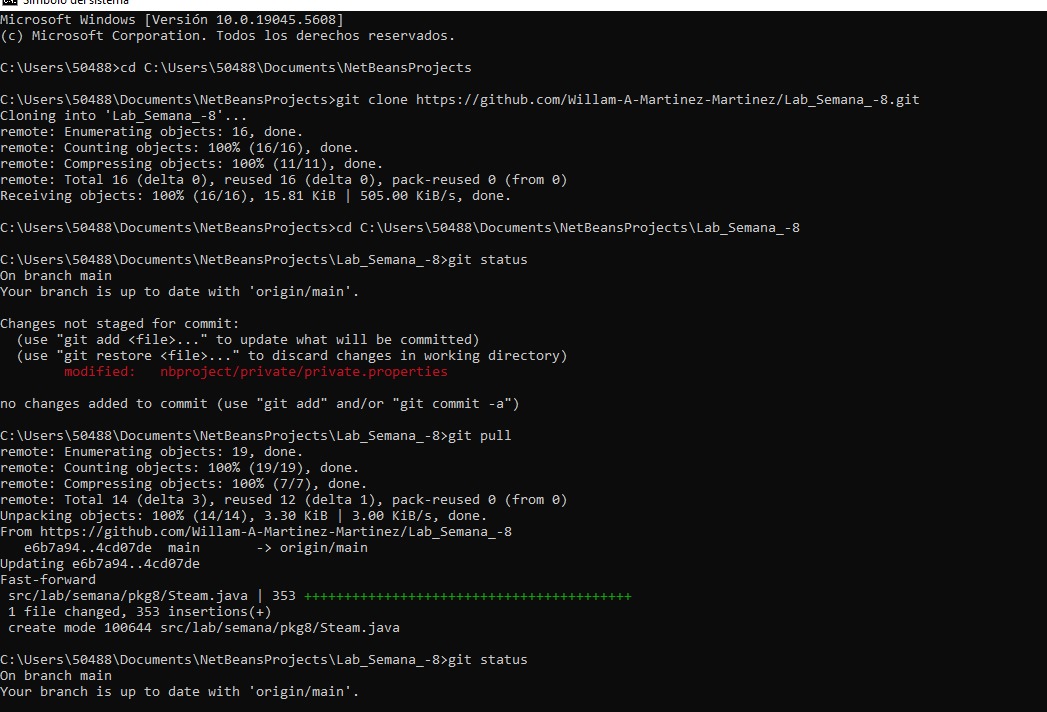 Símbolo del sistema
Microsoft Windows [Versión 10.0.19045.5608]
(c) Microsoft Corporation. Todos los derechos reservados.
C:\Users\50488>cd C:\Users\50488\Documents\NetBeansProjects
C:\Users\50488\Documents\NetBeansProjects>git clone https://github.com/Willam-A-Martinez-Martinez/Lab_Semana_-8.git
Cloning into 'Lab_Semana_-8'...
remote: Enumerating objects: 16, done.
remote: Counting objects: 100% (16/16), done.
remote: Compressing objects: 100% (11/11), done.
remote: Total 16 (delta 0), reused 16 (delta 0), pack-reused 0 (from 0)
Receiving objects: 100% (16/16), 15.81 KiB | 505.00 KiB/s, done.
C:\Users\50488\Documents\NetBeansProjects>cd C:\Users\50488\Documents\NetBeansProjects\Lab_Semana_-8
C:\Users\50488\Documents\NetBeansProjects\Lab_Semana_-8>git status
On branch main
Your branch is up to date with 'origin/main'.
Changes not staged for commit:
  (use "git add <file>..." to update what will be committed)
  (use "git restore <file>..." to discard changes in working directory)
        modified:   nbproject/private/private.properties
no changes added to commit (use "git add" and/or "git commit -a")
C:\Users\50488\Documents\NetBeansProjects\Lab_Semana_-8>git pull
remote: Enumerating objects: 19, done.
remote: Counting objects: 100% (19/19), done.
remote: Compressing objects: 100% (7/7), done.
remote: Total 14 (delta 3), reused 12 (delta 1), pack-reused 0 (from 0)
Unpacking objects: 100% (14/14), 3.30 KiB | 3.00 KiB/s, done.
From https://github.com/Willam-A-Martinez-Martinez/Lab_Semana_-8
   e6b7a94..4cd07de  main       -> origin/main
Updating e6b7a94..4cd07de
Fast-forward
 src/lab/semana/pkg8/Steam.java | 353 +++++++++++++++++++++++++++++++++++++++++
 1 file changed, 353 insertions(+)
 create mode 100644 src/lab/semana/pkg8/Steam.java
C:\Users\50488\Documents\NetBeansProjects\Lab_Semana_-8>git status
On branch main
Your branch is up to date with 'origin/main'.